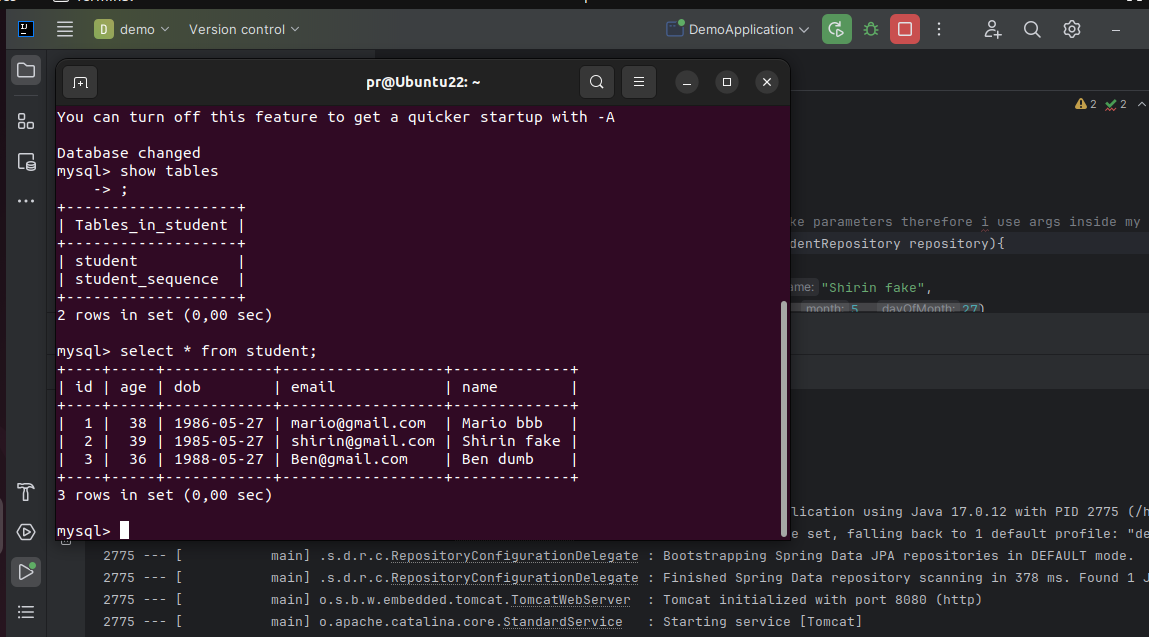 D demo Version control DemoApplication
pr@Ubuntu22: ~
You can turn off this feature to get a quicker startup with -A
2 2
Database changed
mysql> show tables
    -> ;
+-------------------+
| Tables_in_student |
+-------------------+
| student           |
| student_sequence  |
+-------------------+
2 rows in set (0,00 sec)
ke parameters therefore i use args inside my
dentRepository repository){
ame: "Shirin fake",
month: 5 dayOfMonth: 27)
mysql> select * from student;
+----+-----+------------+------------------+-------------+
| id | age | dob        | email            | name        |
+----+-----+------------+------------------+-------------+
|  1 |  38 | 1986-05-27 | mario@gmail.com  | Mario bbb   |
|  2 |  39 | 1985-05-27 | shirin@gmail.com | Shirin fake |
|  3 |  36 | 1988-05-27 | Ben@gmail.com    | Ben dumb    |
+----+-----+------------+------------------+-------------+
3 rows in set (0,00 sec)
mysql>
lication using Java 17.0.12 with PID 2775 (/h
e set, falling back to 1 default profile: "de
2775 --- [           main] .s.d.r.c.RepositoryConfigurationDelegate : Bootstrapping Spring Data JPA repositories in DEFAULT mode.
2775 --- [           main] .s.d.r.c.RepositoryConfigurationDelegate : Finished Spring Data repository scanning in 378 ms. Found 1 J
2775 --- [           main] o.s.b.w.embedded.tomcat.TomcatWebServer  : Tomcat initialized with port 8080 (http)
2775 --- [           main] o.apache.catalina.core.StandardService   : Starting service [Tomcat]